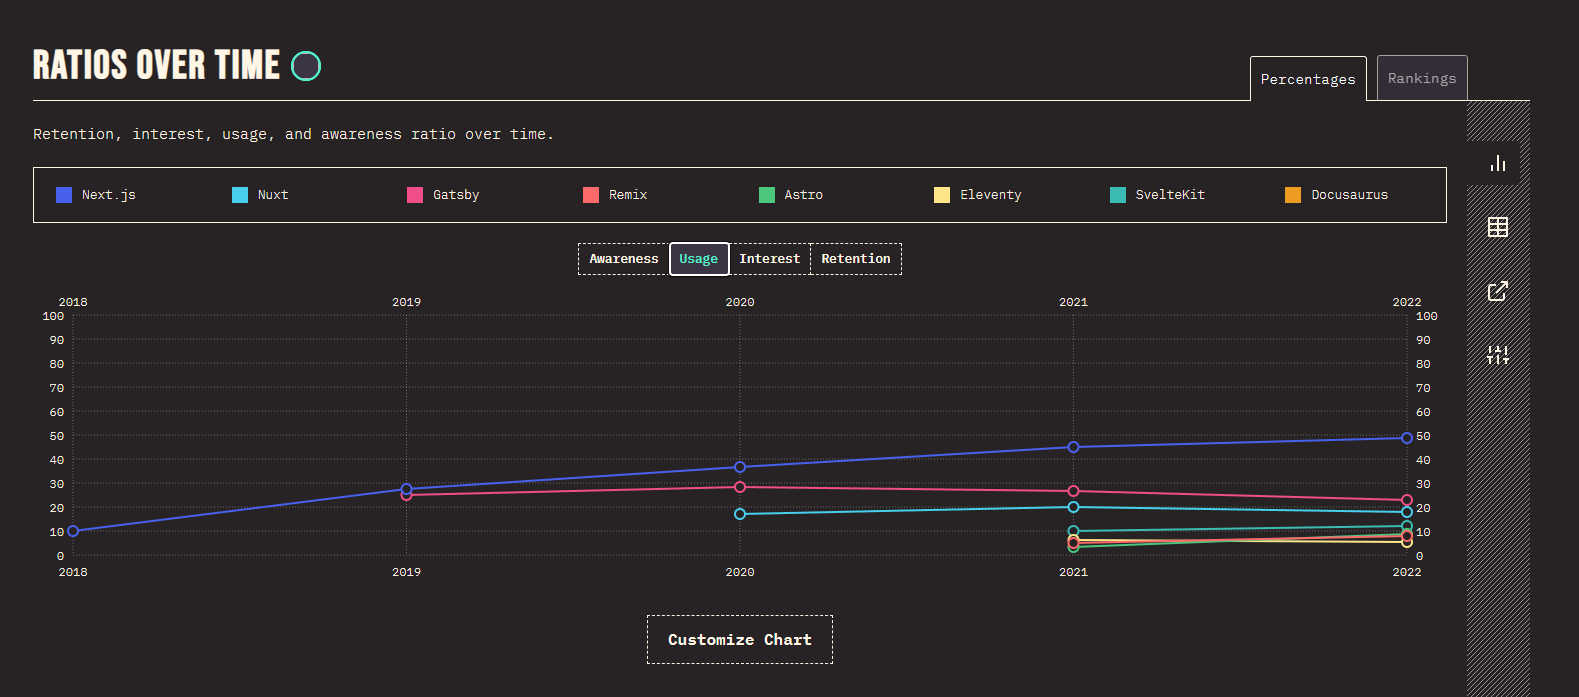 RATIOS OVER TIME
Percentages Rankings
Retention, interest, usage, and awareness ratio over time.
Next.js Nuxt Gatsby Remix Astro Eleventy SvelteKit Docusaurus
Awareness Usage Interest Retention
2018 2019 2020 2021 2022
100 100
90 90
80 80
70 70
60 60
50 50
40 40
30 30
20 20
10 10
0 0
2018 2019 2020 2021 2022
Customize Chart